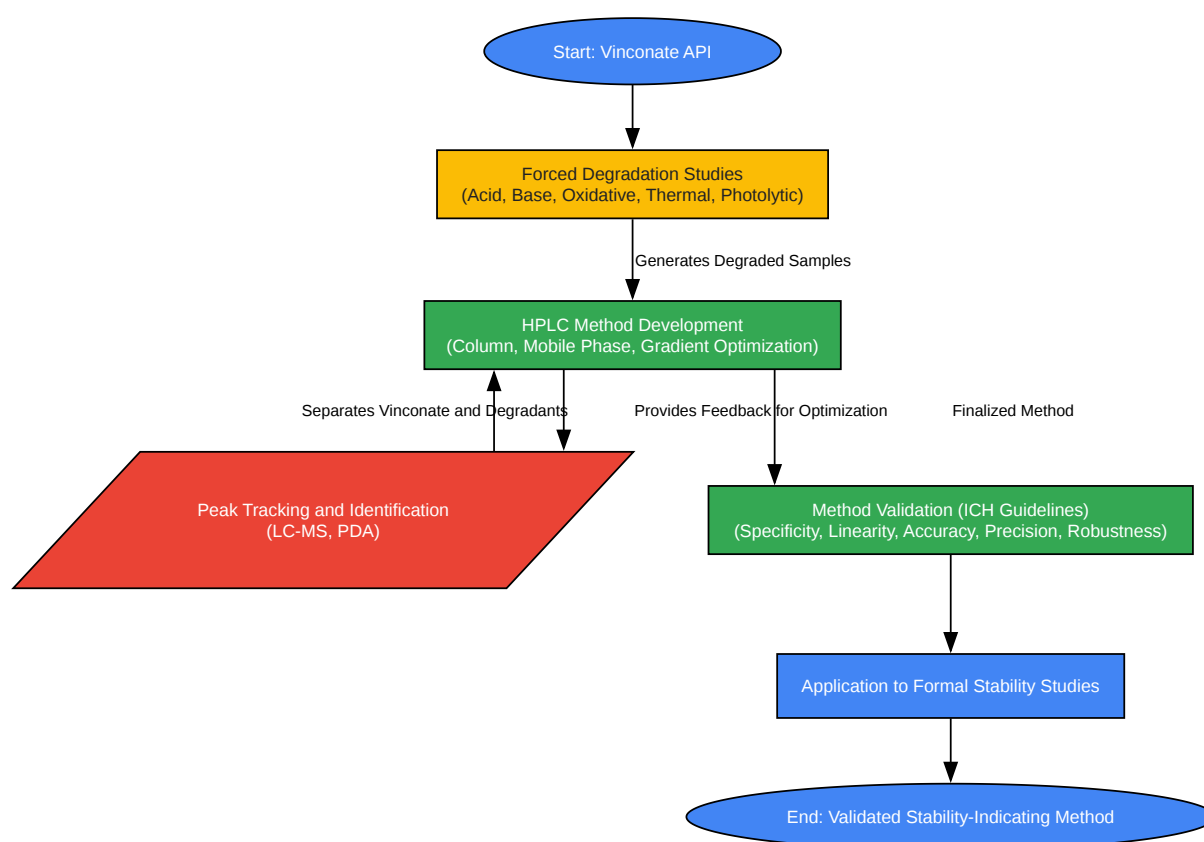 Start: Vinconate API
Forced Degradation Studies
(Acid, Base, Oxidative, Thermal, Photolytic)
Generates Degraded Samples
HPLC Method Development
(Column, Mobile Phase, Gradient Optimization)
Separates Vinconate and Degradants
Provides Feedback for Optimization
Finalized Method
Peak Tracking and Identification
(LC-MS, PDA)
Method Validation (ICH Guidelines)
(Specificity, Linearity, Accuracy, Precision, Robustness)
Application to Formal Stability Studies
End: Validated Stability-Indicating Method